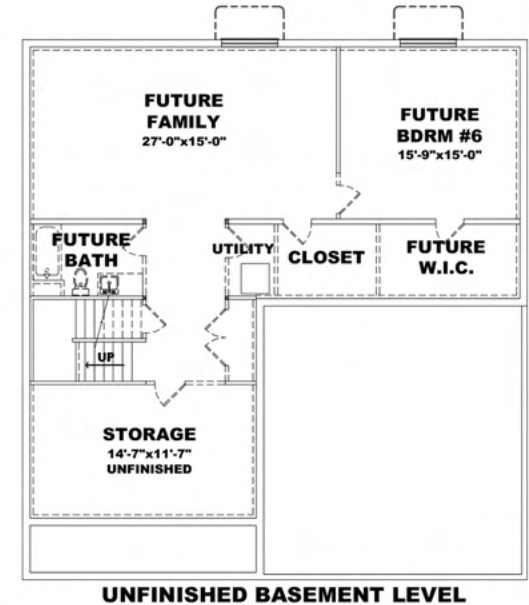 FUTURE
FAMILY
27'-0"x15'-0"
FUTURE
BDRM #6
15'-9"x15'-0"
FUTURE
BATH
UTILITY
CLOSET
FUTURE
W.I.C.
UP
STORAGE
14'-7"x11'-7"
UNFINISHED
UNFINISHED BASEMENT LEVEL